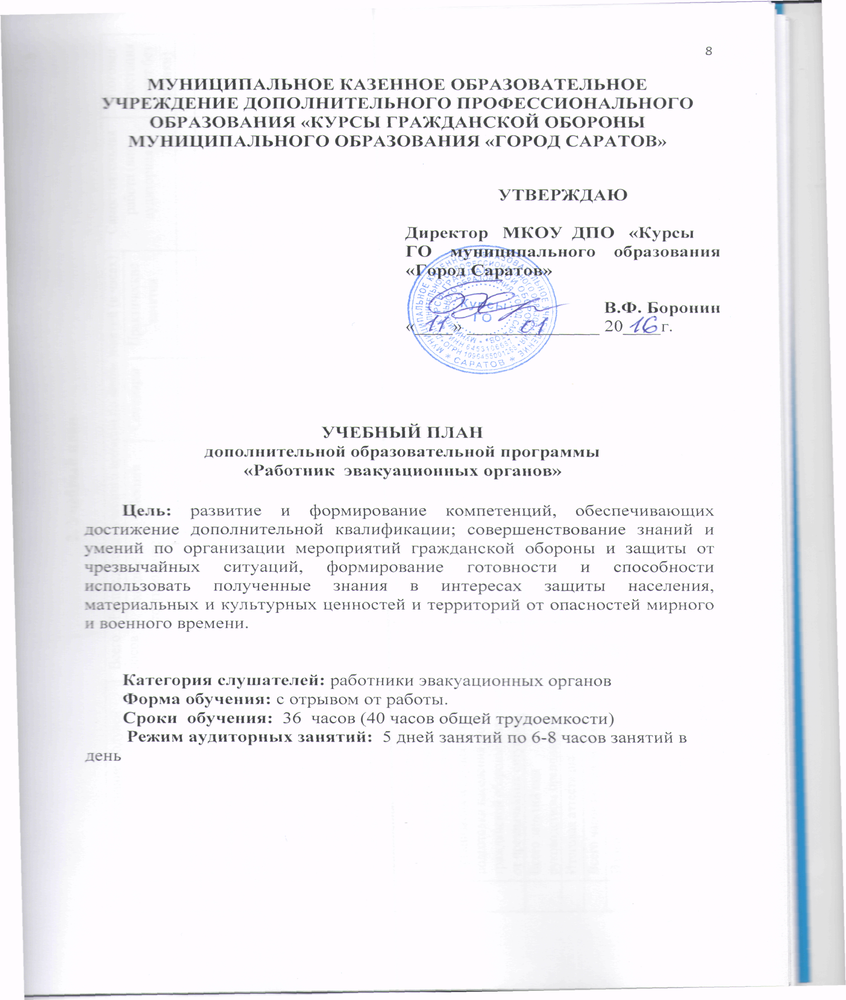 8
МУНИЦИПАЛЬНОЕ КАЗЕННОЕ ОБРАЗОВАТЕЛЬНОЕ
УЧРЕЖДЕНИЕ ДОПОЛНИТЕЛЬНОГО ПРОФЕССИОНАЛЬНОГО
ОБРАЗОВАНИЯ «КУРСЫ ГРАЖДАНСКОЙ ОБОРОНЫ
МУНИЦИПАЛЬНОГО ОБРАЗОВАНИЯ «ГОРОД САРАТОВ»
УТВЕРЖДАЮ
Директор МКОУ ДПО «Курсы
ГО муниципального образования
«Город Саратов»
Курсы
ГО
В.Ф. Боронин
«11» 01 2016г.
САРАТОВ
УЧЕБНЫЙ ПЛАН
дополнительной образовательной программы
«Работник эвакуационных органов»
Цель: развитие и формирование компетенций, обеспечивающих
достижение дополнительной квалификации; совершенствование знаний и
умений по организации мероприятий гражданской обороны и защиты от
чрезвычайных ситуаций, формирование готовности и способности
использовать полученные знания в интересах защиты населения,
материальных и культурных ценностей и территорий от опасностей мирного
и военного времени.
Категория слушателей: работники эвакуационных органов
Форма обучения: с отрывом от работы.
Сроки обучения: 36 часов (40 часов общей трудоемкости)
Режим аудиторных занятий: 5 дней занятий по 6-8 часов занятий в
день